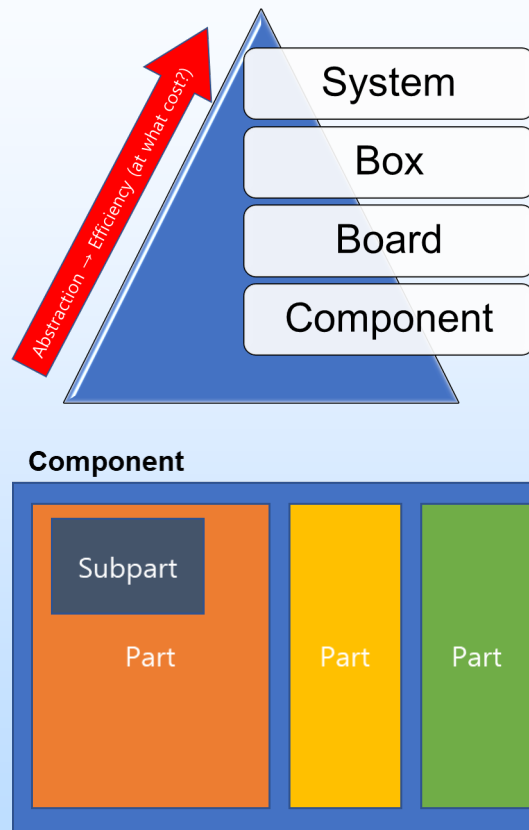 Abstraction → Efficiency (at what cost?)
System
Box
Board
Component
Component
Subpart
Part
Part
Part